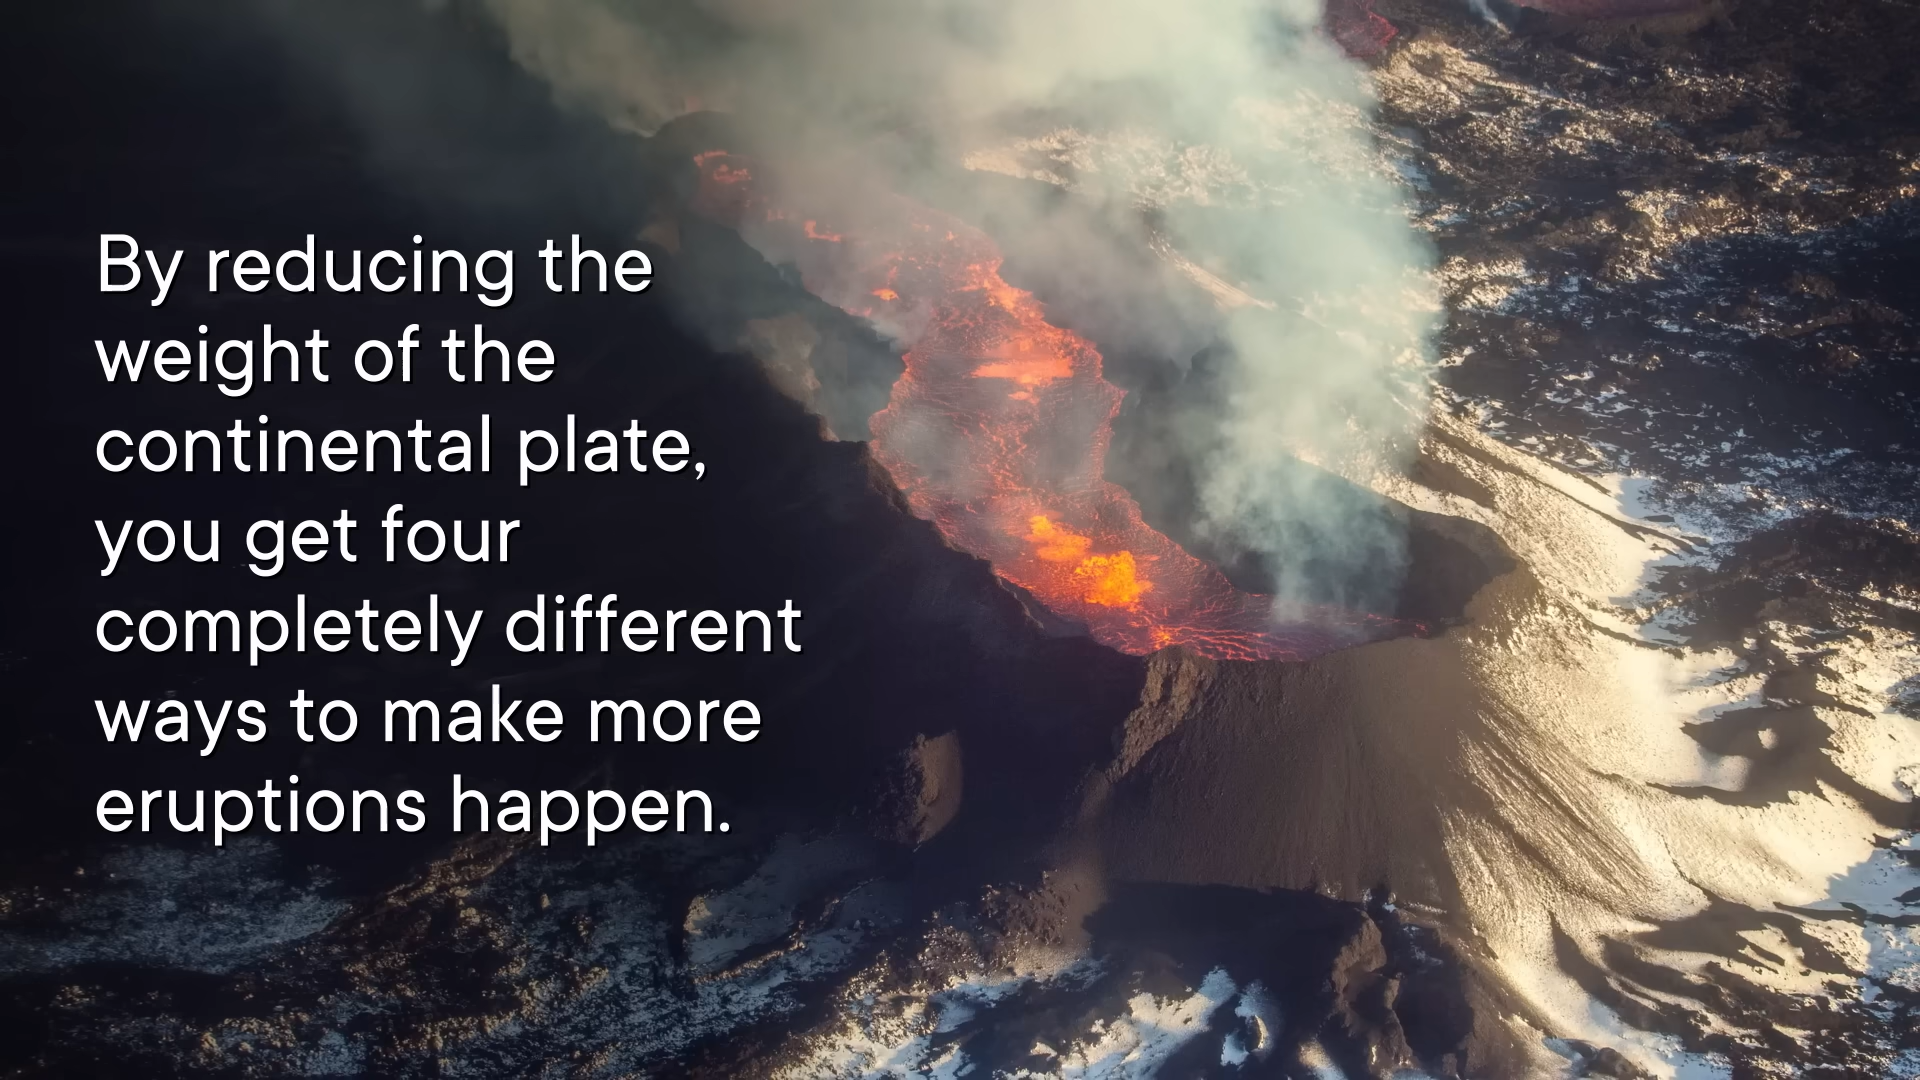 By reducing the
weight of the
continental plate,
you get four
completely different
ways to make more
eruptions happen.